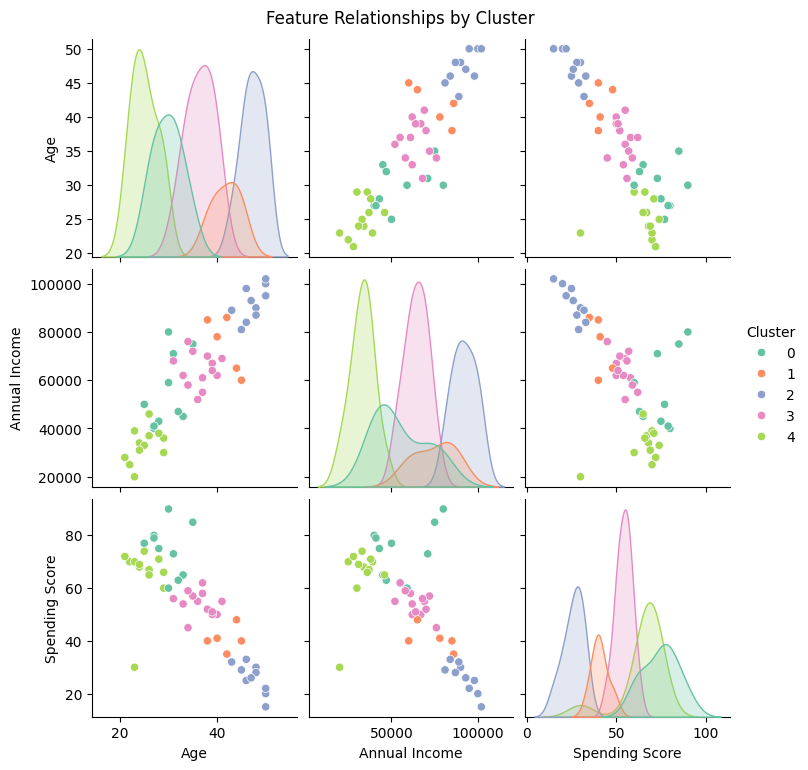 Feature Relationships by Cluster
50
45
40
35
30
25
20
Age
100000
80000
60000
40000
20000
Annual Income
Cluster
0
1
2
3
4
80
60
40
20
Spending Score
20 40
50000 100000
0 50 100
Age
Annual Income
Spending Score